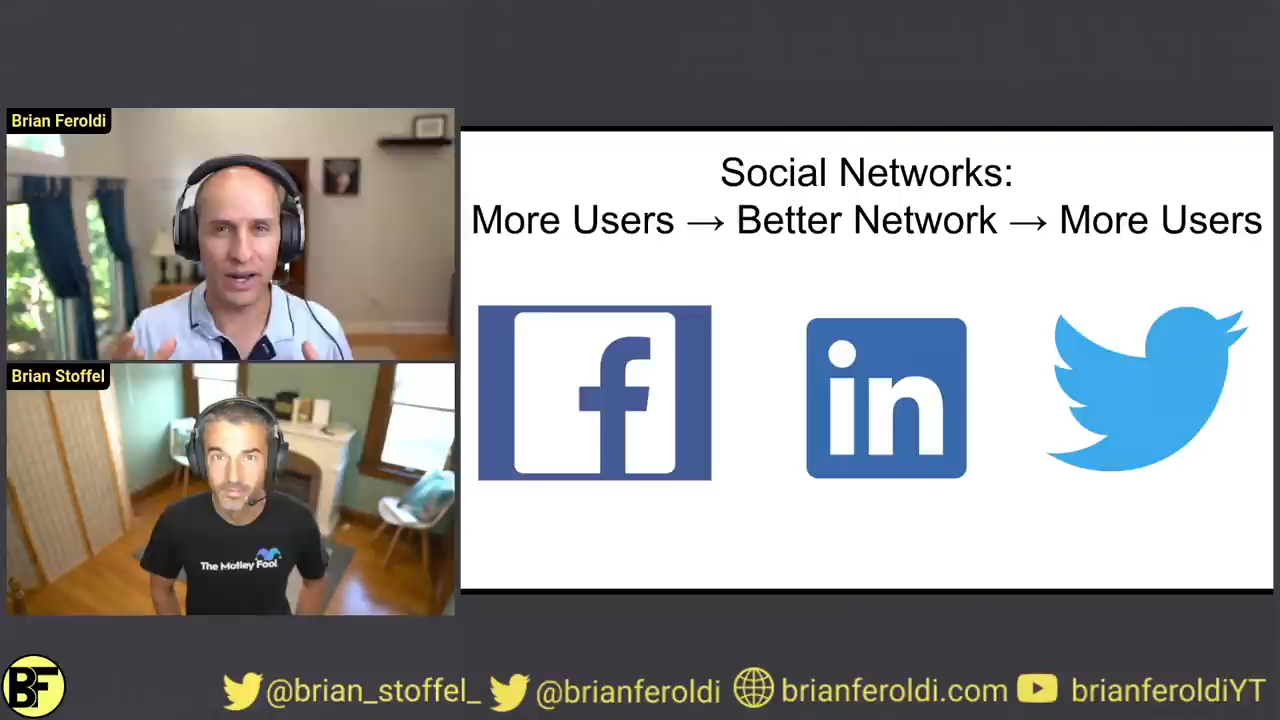 Brian Feroldi
Brian Stoffel
The Motley Fool
Social Networks:
More Users → Better Network → More Users
f
in
BF
@brian_stoffel_ @brianferoldi brianferoldi.com brianferoldiYT